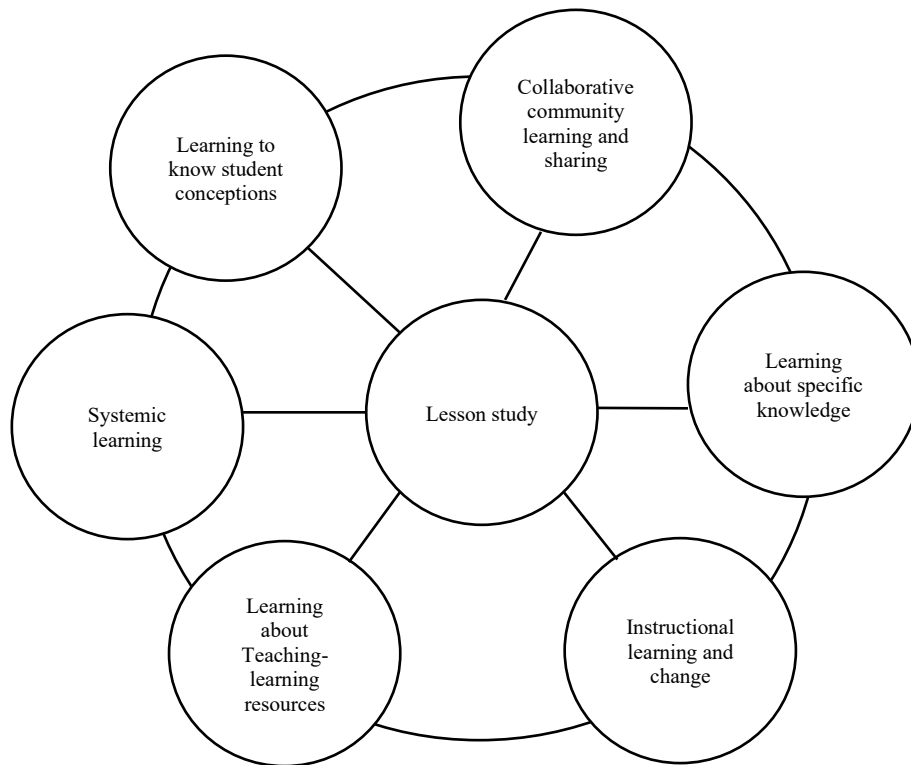 Collaborative
community
learning and
sharing
Learning to
know student
conceptions
Learning
about specific
knowledge
Systemic
learning
Lesson study
Learning
about
Teaching-
learning
resources
Instructional
learning and
change